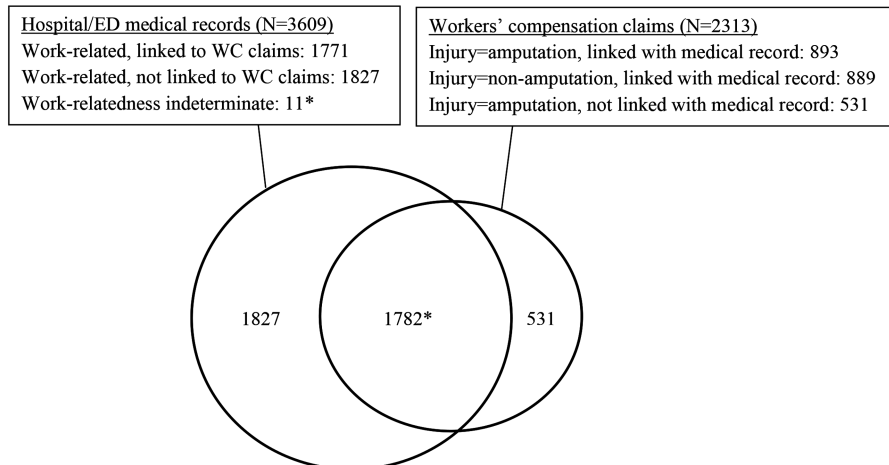 Hospital/ED medical records (N=3609)
Work-related, linked to WC claims: 1771
Work-related, not linked to WC claims: 1827
Work-relatedness indeterminate: 11*
Workers’ compensation claims (N=2313)
Injury=amputation, linked with medical record: 893
Injury=non-amputation, linked with medical record: 889
Injury=amputation, not linked with medical record: 531
1827
1782*
531